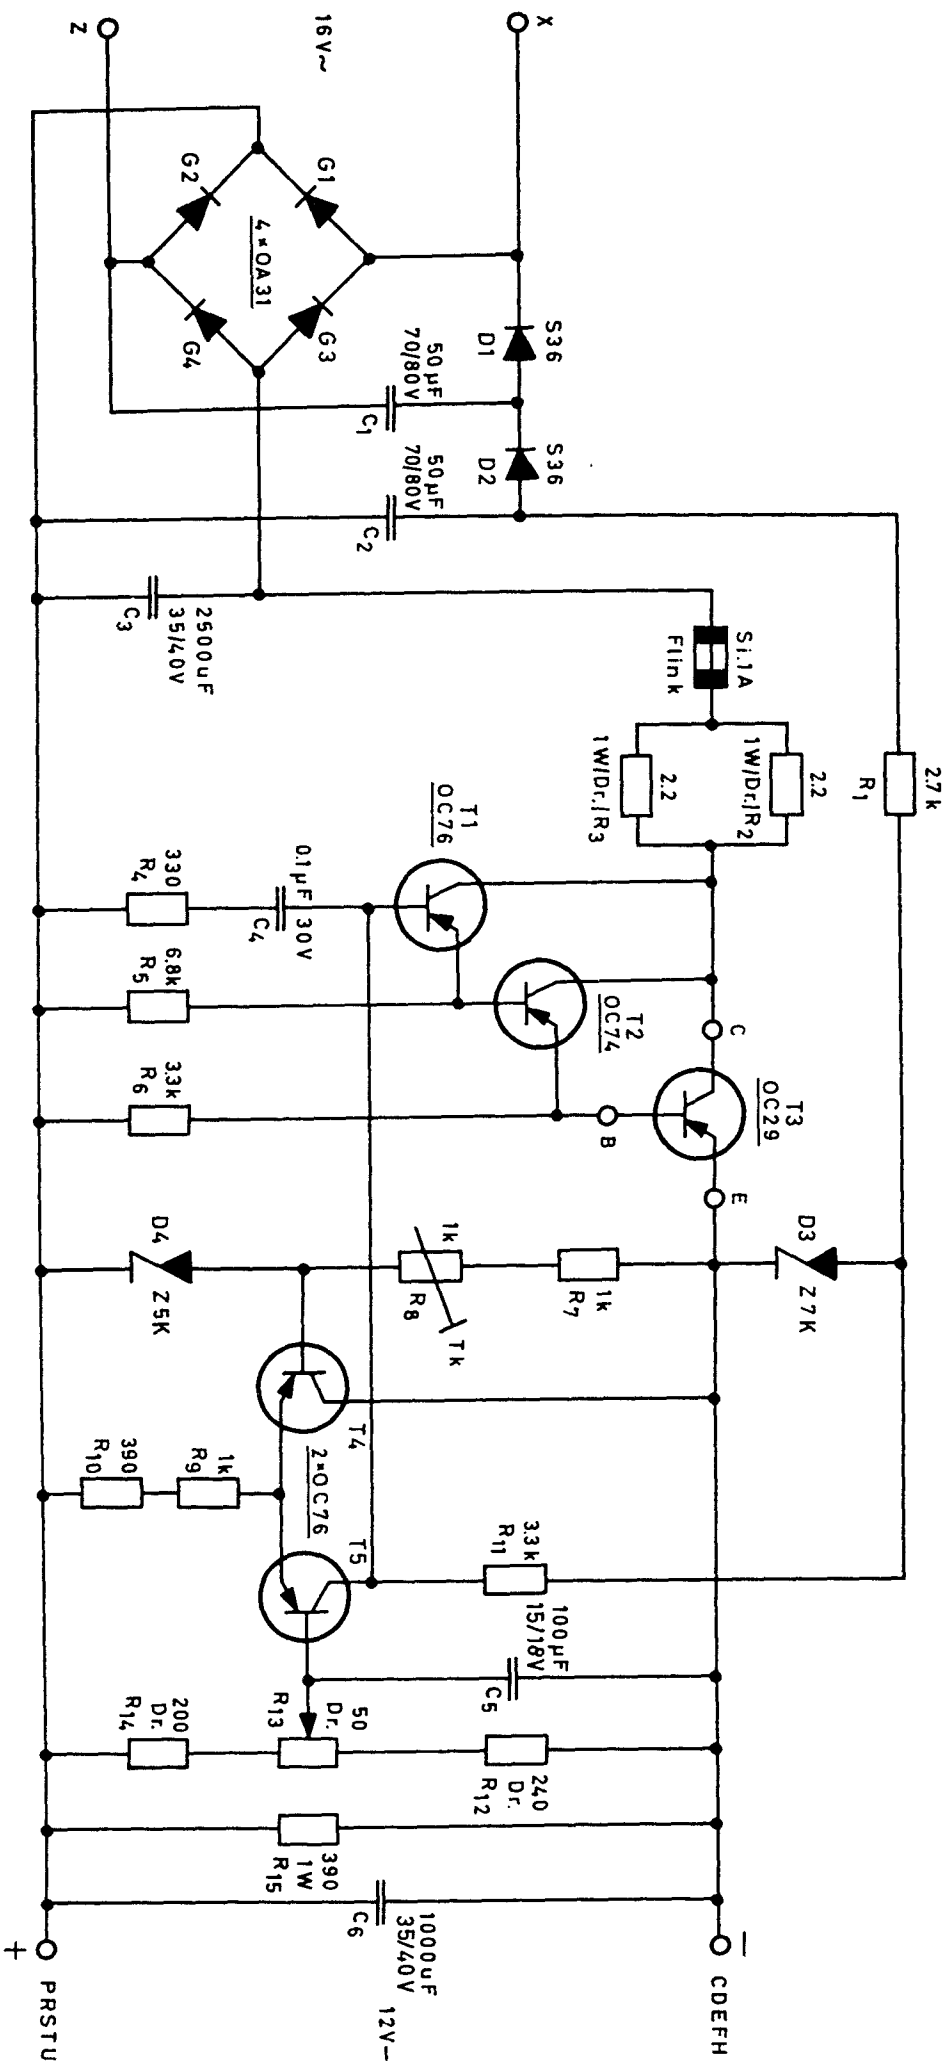 X
16V~
Z
G1
G2
G3
G4
4×OA31
S36
D1
S36
D2
50µF
70/80V
C1
50µF
70/80V
C2
2500uF
35/40V
C3
Si.1A
Flink
2.7k
R1
2.2
1W/Dr./R2
2.2
1W/Dr./R3
T1
OC76
T2
OC74
T3
OC29
C
B
E
0.1µF 30V
C4
330
R4
6.8k
R5
3.3k
R6
D3
Z7K
1k
R7
1k
R8
Tk
D4
Z5K
T4
2×OC76
T5
1k
R9
390
R10
3.3k
R11
100µF
15/18V
C5
240
Dr.
R12
50
Dr.
R13
200
Dr.
R14
390
1W
R15
1000uF
35/40V
C6
12V–
–
CDEFH
+
PRSTU